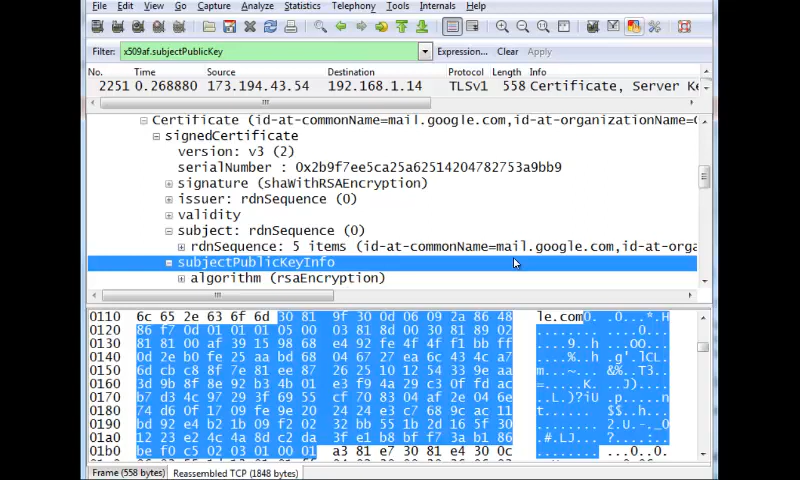 File Edit View Go Capture Analyze Statistics Telephony Tools Internals Help
Filter: x509af.subjectPublicKey Expression... Clear Apply
No. Time Source Destination Protocol Length Info
2251 0.268880 173.194.43.54 192.168.1.14 TLSv1 558 Certificate, Server Ke
Certificate (id-at-commonName=mail.google.com,id-at-organizationName=G
signedCertificate
version: v3 (2)
serialNumber : 0x2b9f7ee5ca25a62514204782753a9bb9
signature (shaWithRSAEncryption)
issuer: rdnSequence (0)
validity
subject: rdnSequence (0)
rdnSequence: 5 items (id-at-commonName=mail.google.com,id-at-orga
subjectPublicKeyInfo
algorithm (rsaEncryption)
0110 6c 65 2e 63 6f 6d 30 81 9f 30 0d 06 09 2a 86 48 le.com0. .0...*.H
0120 86 f7 0d 01 01 01 05 00 03 81 8d 00 30 81 89 02 ........ ....0...
0130 81 81 00 af 39 15 98 68 e4 92 fe 4f 4f f1 bb ff ....9..h ...OO...
0140 0d 2e b0 fe 25 aa bd 68 04 67 27 ea 6c 43 4c a7 ....%..h .g'.lCL.
0150 6d cb c8 8f 7e 81 ee 87 26 25 10 12 54 33 9e aa m...~... &%..T3..
0160 3d 9b 8f 8e 92 b3 4b 01 e3 f9 4a 29 c3 0f fd ac =.....K. ..J)....
0170 b7 d3 4c 97 29 3f 69 55 cf 70 83 04 af 2e 04 6e ..L.)?iU .p.....n
0180 74 d6 0f 17 09 fe 9e 20 24 24 e3 c7 68 9c ac 11 t...... $$..h...
0190 bd 92 e4 b2 1b 09 f2 02 32 bb 55 1b 2d 16 5f 30 ........ 2.U.-._0
01a0 12 23 e2 4c 4a 8d c2 da 3f e1 b8 bf f7 3a b1 86 .#.LJ... ?....:..
01b0 be f0 c5 02 03 01 00 01 a3 81 e7 30 81 e4 30 0c ........ ...0..0.
Frame (558 bytes) Reassembled TCP (1848 bytes)